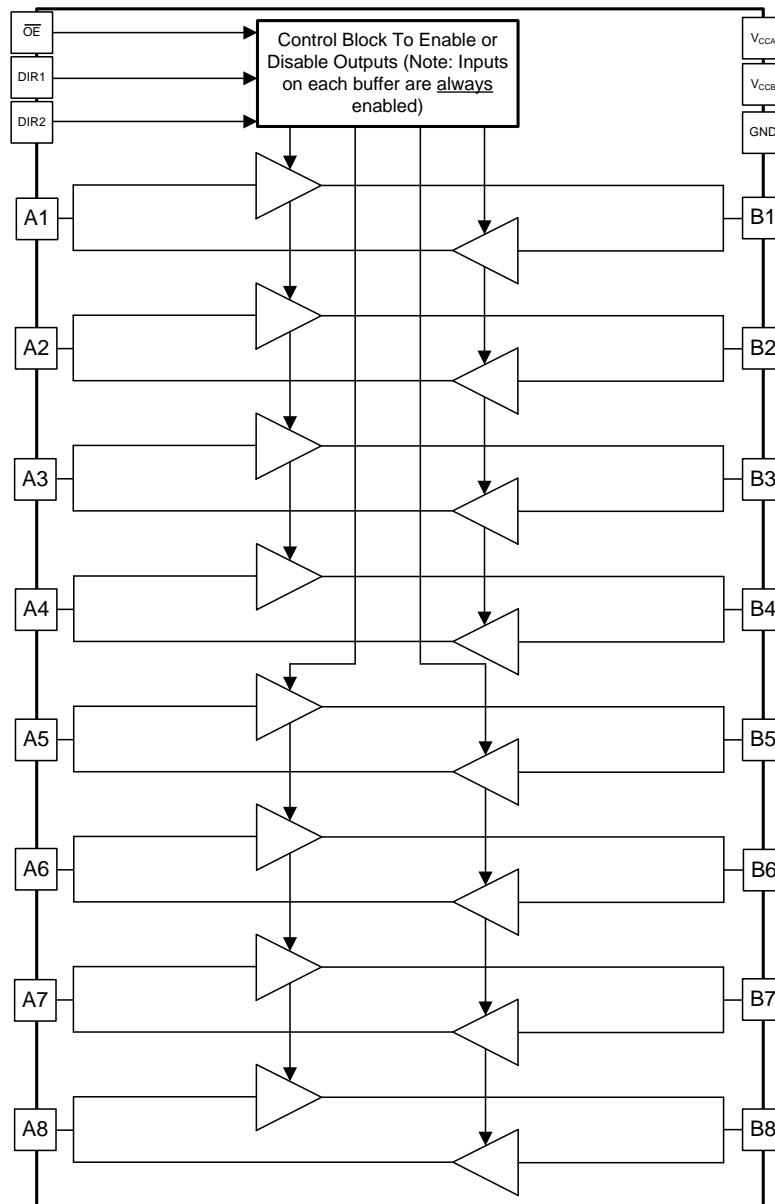 OE
DIR1
DIR2
Control Block To Enable or
Disable Outputs (Note: Inputs
on each buffer are always
enabled)
VCCA
VCCB
GND
A1
B1
A2
B2
A3
B3
A4
B4
A5
B5
A6
B6
A7
B7
A8
B8